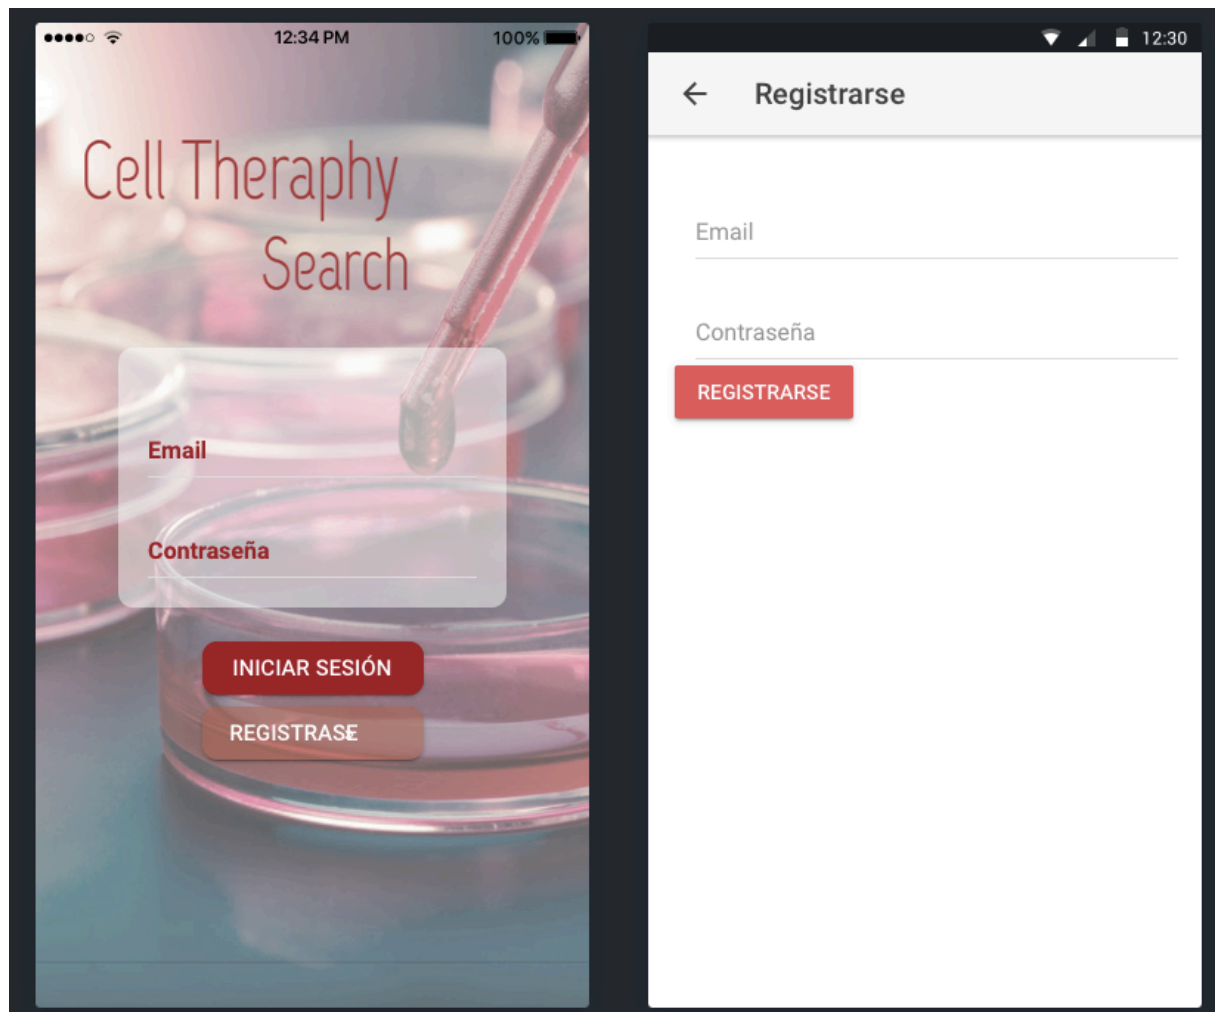 12:34 PM
100%
Cell Theraphy
Search
Email
Contraseña
INICIAR SESIÓN
REGISTRASE
12:30
Registrarse
Email
Contraseña
REGISTRARSE